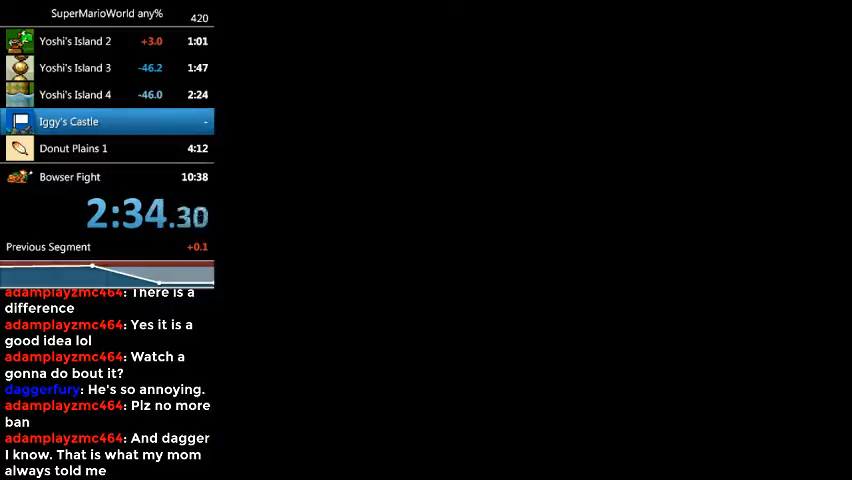 SuperMarioWorld any%
420
Yoshi's Island 2 +3.0 1:01
Yoshi's Island 3 -46.2 1:47
Yoshi's Island 4 -46.0 2:24
Iggy's Castle -
Donut Plains 1 4:12
Bowser Fight 10:38
2:34.30
Previous Segment +0.1
adamplayzmc464: There is a
difference
adamplayzmc464: Yes it is a
good idea lol
adamplayzmc464: Watch a
gonna do bout it?
daggerfury: He's so annoying.
adamplayzmc464: Plz no more
ban
adamplayzmc464: And dagger
I know. That is what my mom
always told me